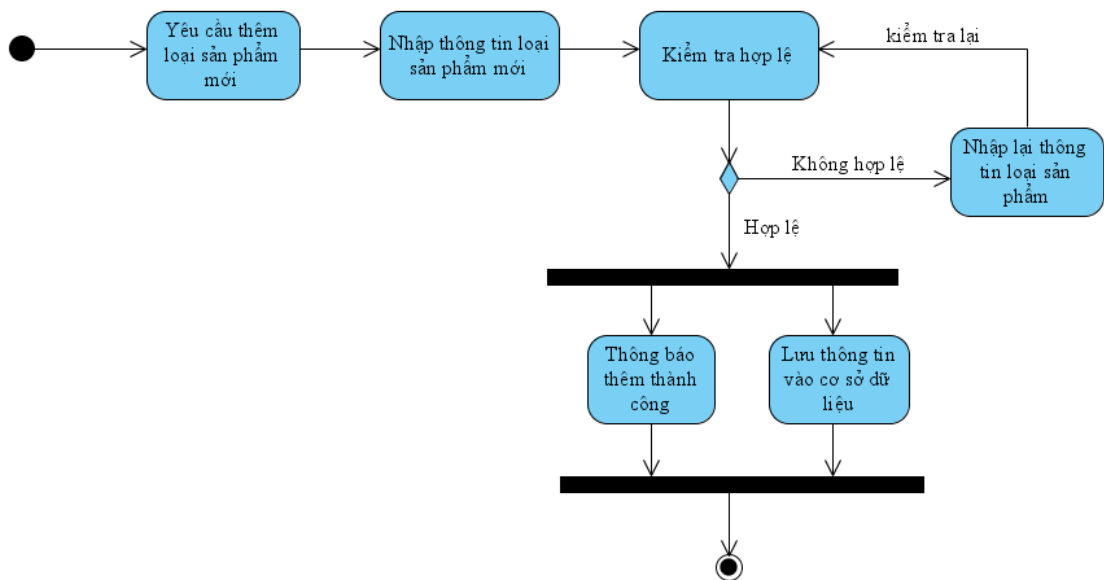 Yêu cầu thêm
loại sản phẩm
mới
Nhập thông tin loại
sản phẩm mới
Kiểm tra hợp lệ
kiểm tra lại
Nhập lại thông
tin loại sản
phẩm
Không hợp lệ
Hợp lệ
Thông báo
thêm thành
công
Lưu thông tin
vào cơ sở dữ
liệu